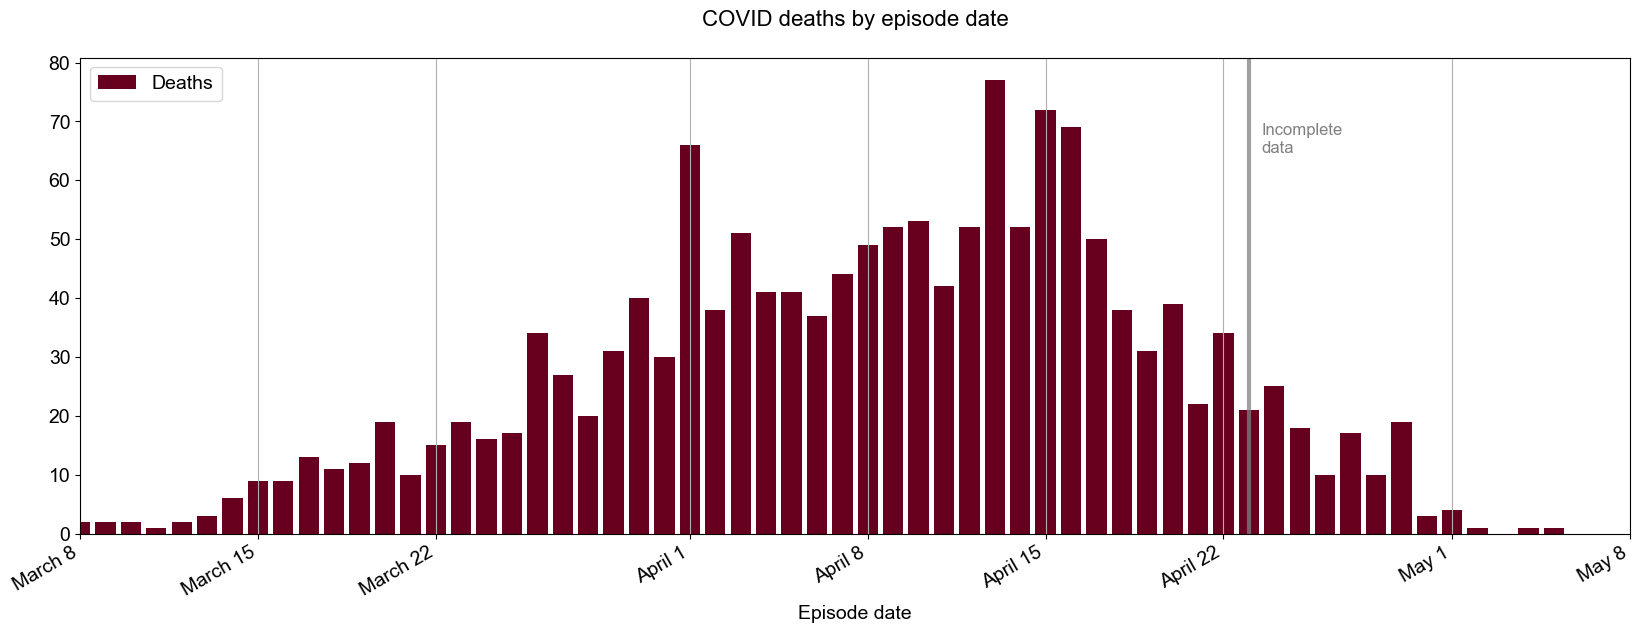 COVID deaths by episode date
80
70
60
50
40
30
20
10
0
Deaths
Incomplete
data
March 8
March 15
March 22
April 1
April 8
April 15
April 22
May 1
May 8
Episode date